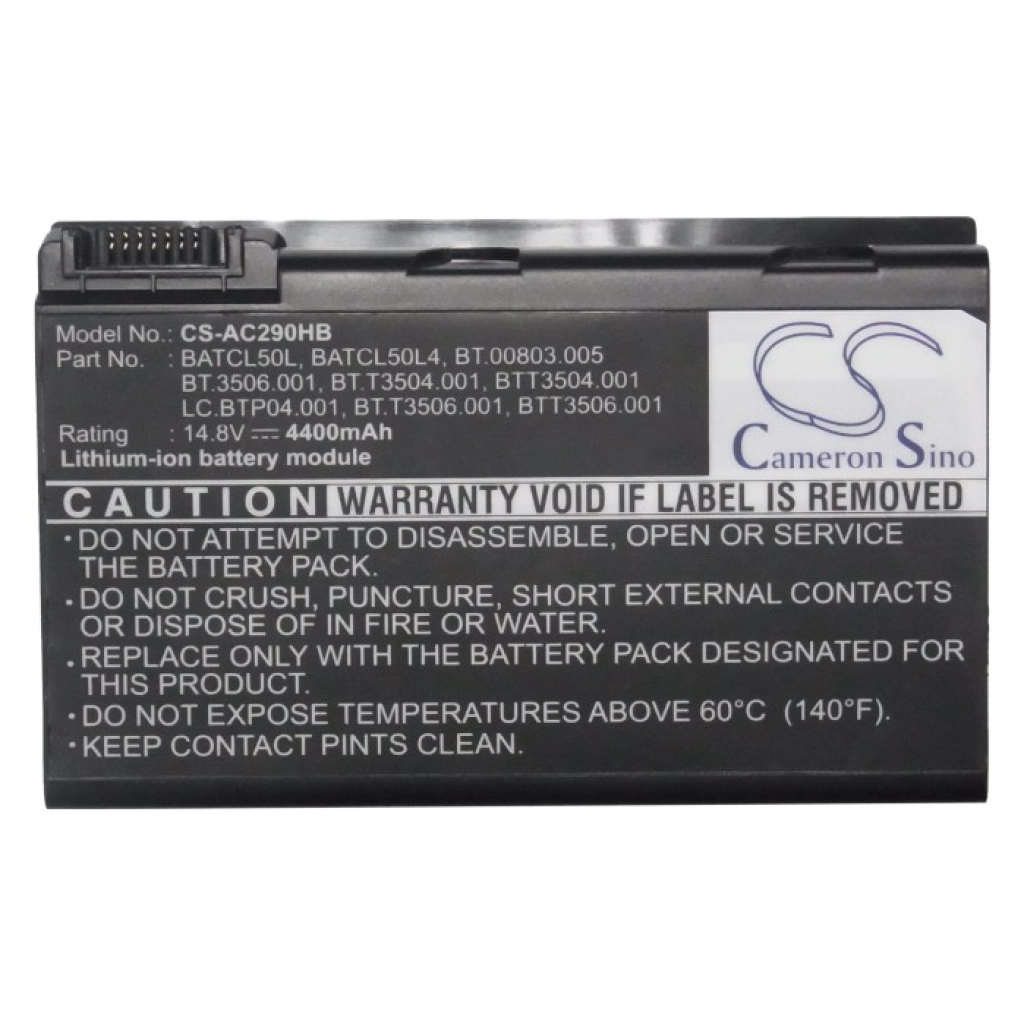 Model No.: CS-AC290HB
Part No. : BATCL50L, BATCL50L4, BT.00803.005
BT.3506.001, BT.T3504.001, BTT3504.001
LC.BTP04.001, BT.T3506.001, BTT3506.001
Rating : 14.8V 4400mAh
Lithium-ion battery module
CS
Cameron Sino
CAUTION WARRANTY VOID IF LABEL IS REMOVED
• DO NOT ATTEMPT TO DISASSEMBLE, OPEN OR SERVICE
THE BATTERY PACK.
• DO NOT CRUSH, PUNCTURE, SHORT EXTERNAL CONTACTS
OR DISPOSE OF IN FIRE OR WATER.
• REPLACE ONLY WITH THE BATTERY PACK DESIGNATED FOR
THIS PRODUCT.
• DO NOT EXPOSE TEMPERATURES ABOVE 60°C (140°F).
• KEEP CONTACT PINTS CLEAN.